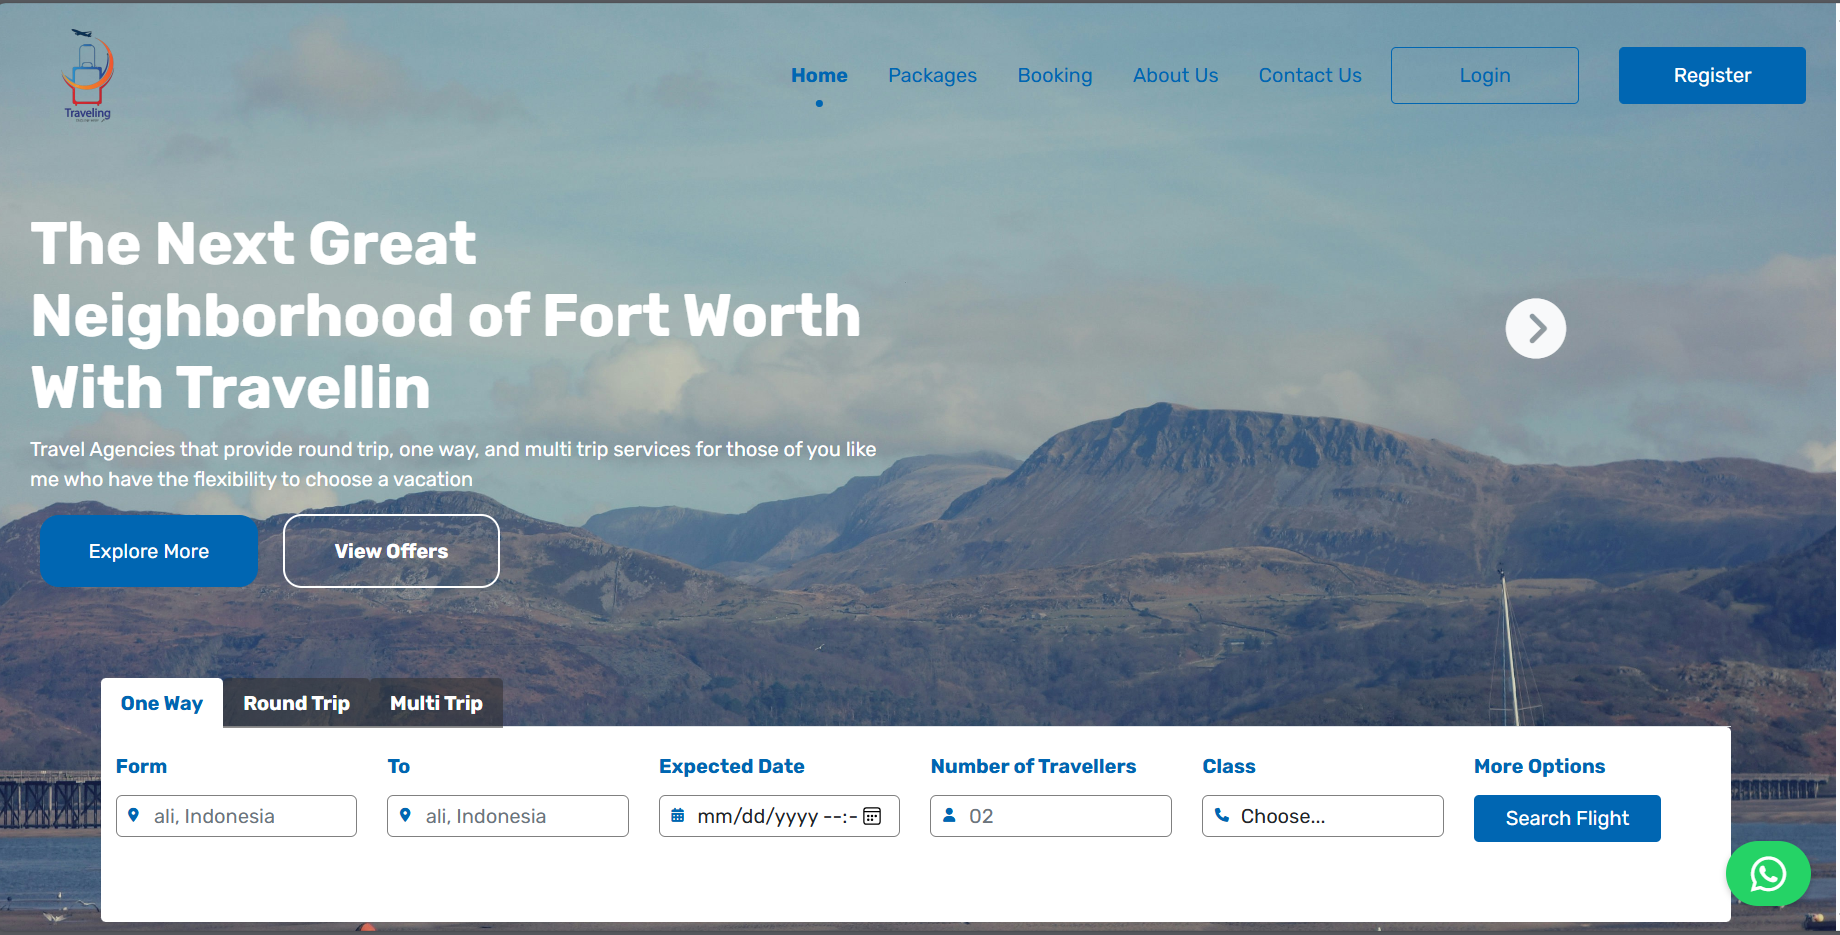 Traveling
Home
Packages
Booking
About Us
Contact Us
Login
Register
The Next Great
Neighborhood of Fort Worth
With Travellin
Travel Agencies that provide round trip, one way, and multi trip services for those of you like
me who have the flexibility to choose a vacation
Explore More
View Offers
One Way
Round Trip
Multi Trip
Form
To
Expected Date
Number of Travellers
Class
More Options
ali, Indonesia
ali, Indonesia
mm/dd/yyyy --:-
02
Choose...
Search Flight